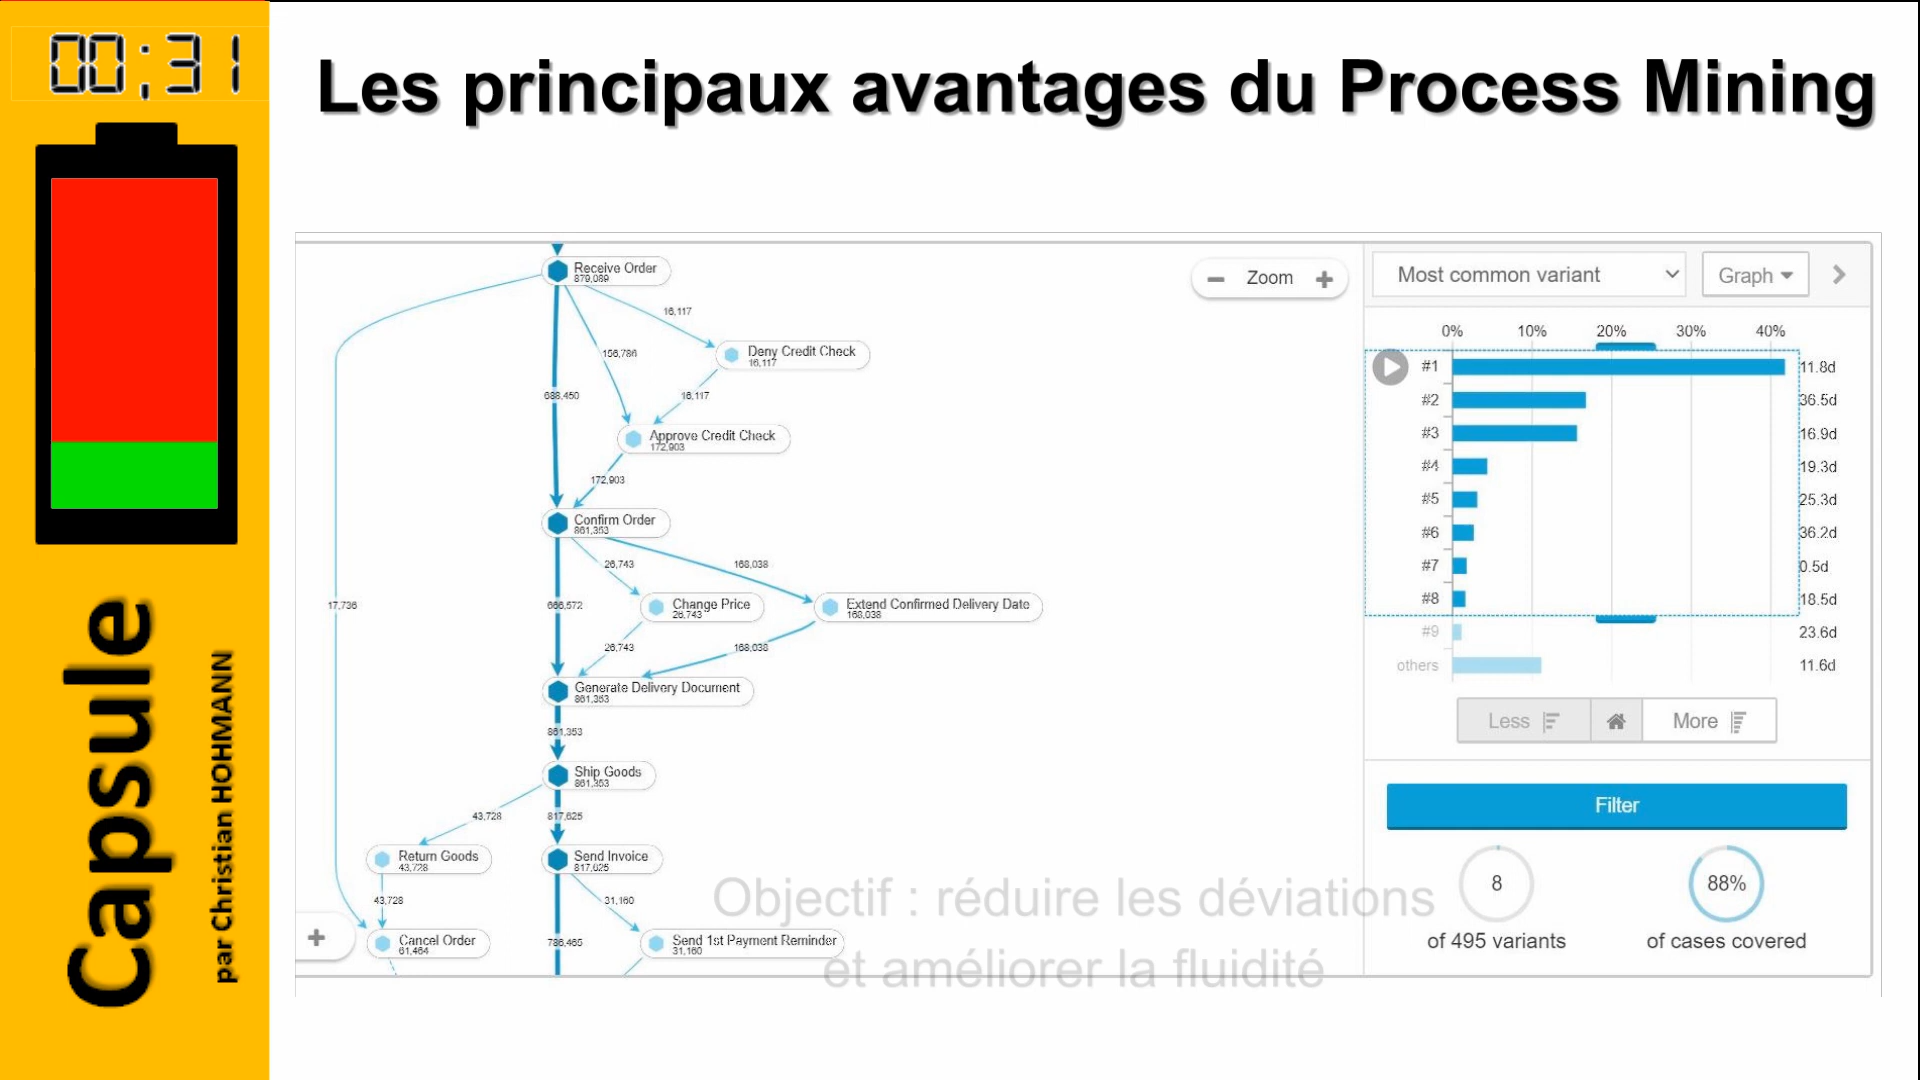 00:31
Capsule
par Christian HOHMANN
Les principaux avantages du Process Mining
Receive Order
879,089
16,117
156,786
Deny Credit Check
16,117
688,450
16,117
Approve Credit Check
172,903
172,903
Confirm Order
861,353
26,743
168,038
17,736
666,572
Change Price
26,743
Extend Confirmed Delivery Date
168,038
26,743
168,038
Generate Delivery Document
861,353
861,353
Ship Goods
861,353
43,728
817,625
Return Goods
43,728
Send Invoice
817,625
43,728
31,160
Cancel Order
61,464
786,465
Send 1st Payment Reminder
31,160
Objectif : réduire les déviations
et améliorer la fluidité
Zoom
Most common variant
Graph
0% 10% 20% 30% 40%
#1 11.8d
#2 36.5d
#3 16.9d
#4 19.3d
#5 25.3d
#6 36.2d
#7 0.5d
#8 18.5d
#9 23.6d
others 11.6d
Less
More
Filter
8
of 495 variants
88%
of cases covered